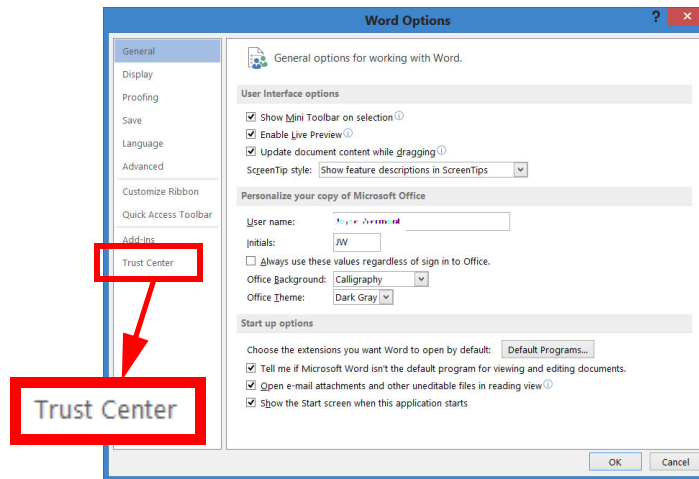 Word Options
?
General
Display
Proofing
Save
Language
Advanced
Customize Ribbon
Quick Access Toolbar
Add-Ins
Trust Center
Trust Center
General options for working with Word.
User Interface options
Show Mini Toolbar on selection
Enable Live Preview
Update document content while dragging
ScreenTip style: Show feature descriptions in ScreenTips
Personalize your copy of Microsoft Office
User name:
Initials: JW
Always use these values regardless of sign in to Office.
Office Background: Calligraphy
Office Theme: Dark Gray
Start up options
Choose the extensions you want Word to open by default: Default Programs...
Tell me if Microsoft Word isn't the default program for viewing and editing documents.
Open e-mail attachments and other uneditable files in reading view
Show the Start screen when this application starts
OK Cancel